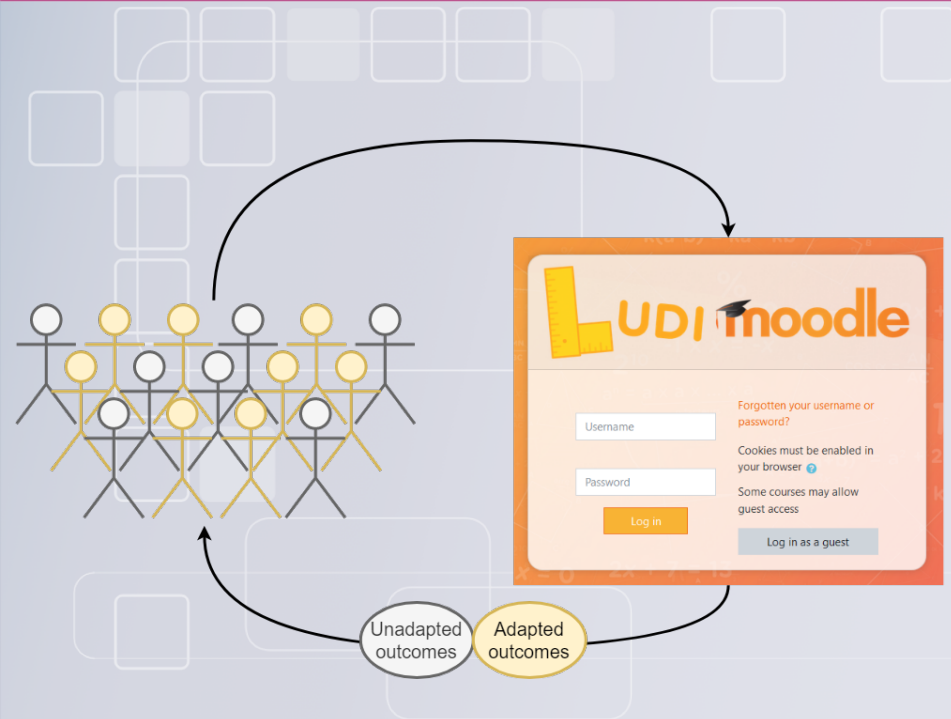 LUDI moodle
Username
Password
Log in
Forgotten your username or
password?
Cookies must be enabled in
your browser
Some courses may allow
guest access
Log in as a guest
Unadapted
outcomes
Adapted
outcomes